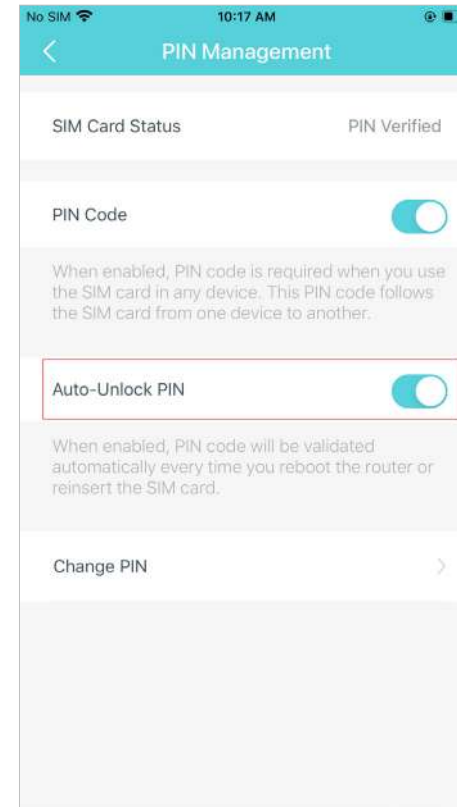 No SIM 10:17 AM
PIN Management
SIM Card Status PIN Verified
PIN Code
When enabled, PIN code is required when you use
the SIM card in any device. This PIN code follows
the SIM card from one device to another.
Auto-Unlock PIN
When enabled, PIN code will be validated
automatically every time you reboot the router or
reinsert the SIM card.
Change PIN